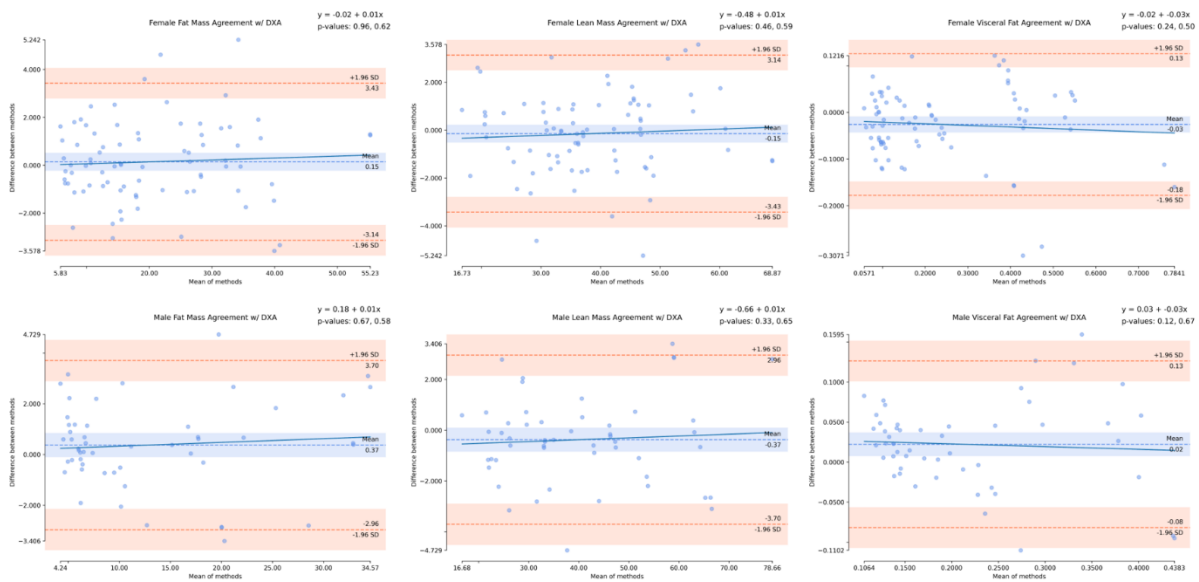 Female Fat Mass Agreement w/ DXA
y = -0.02 + 0.01x
p-values: 0.96, 0.62
5.242
4.000
2.000
0.000
−2.000
−3.578
Difference between methods
+1.96 SD
3.43
Mean
0.15
-3.14
-1.96 SD
5.83
20.00
30.00
40.00
50.00
55.23
Mean of methods
Female Lean Mass Agreement w/ DXA
y = -0.48 + 0.01x
p-values: 0.46, 0.59
3.578
2.000
0.000
−2.000
−4.000
−5.242
Difference between methods
+1.96 SD
3.14
Mean
-0.15
-3.43
-1.96 SD
16.73
30.00
40.00
50.00
60.00
68.87
Mean of methods
Female Visceral Fat Agreement w/ DXA
y = -0.02 + -0.03x
p-values: 0.24, 0.50
0.1216
0.0000
−0.1000
−0.2000
−0.3071
Difference between methods
+1.96 SD
0.13
Mean
-0.03
-0.18
-1.96 SD
0.0571
0.2000
0.3000
0.4000
0.5000
0.6000
0.7000
0.7841
Mean of methods
Male Fat Mass Agreement w/ DXA
y = 0.18 + 0.01x
p-values: 0.67, 0.58
4.729
2.000
0.000
−2.000
−3.406
Difference between methods
+1.96 SD
3.70
Mean
0.37
-2.96
-1.96 SD
4.24
10.00
15.00
20.00
25.00
30.00
34.57
Mean of methods
Male Lean Mass Agreement w/ DXA
y = -0.66 + 0.01x
p-values: 0.33, 0.65
3.406
2.000
0.000
−2.000
−4.729
Difference between methods
+1.96 SD
2.96
Mean
-0.37
-3.70
-1.96 SD
16.68
30.00
40.00
50.00
60.00
70.00
78.66
Mean of methods
Male Visceral Fat Agreement w/ DXA
y = 0.03 + -0.03x
p-values: 0.12, 0.67
0.1595
0.1000
0.0500
0.0000
−0.0500
−0.1102
Difference between methods
+1.96 SD
0.13
Mean
0.02
-0.08
-1.96 SD
0.1064
0.1500
0.2000
0.2500
0.3000
0.3500
0.4000
0.4383
Mean of methods